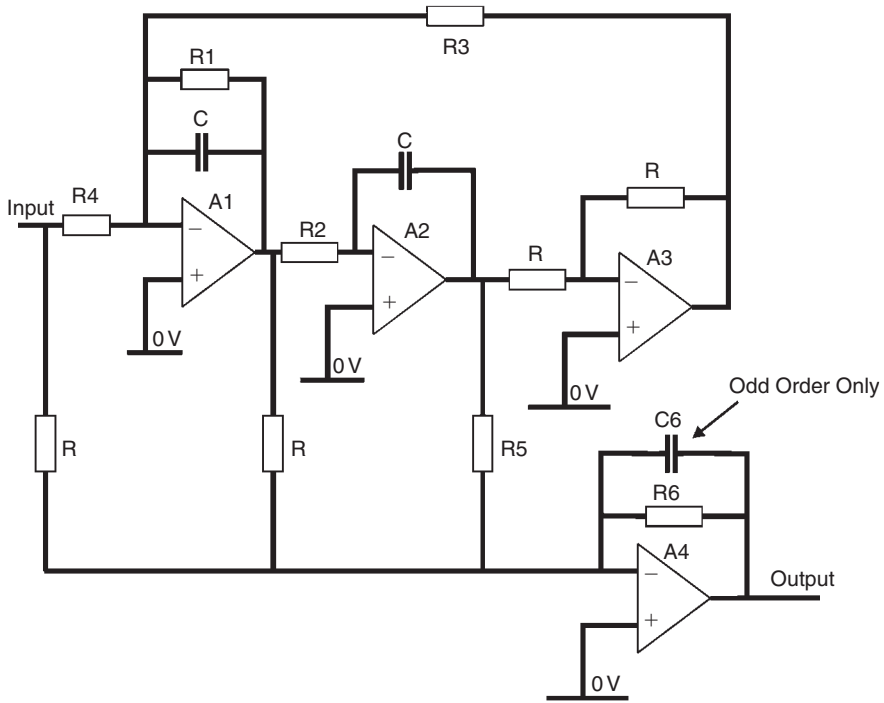 R3
R1
C
R4
Input
A1
−
+
0 V
R2
C
A2
−
+
0 V
R
R
A3
−
+
0 V
R
R
R5
Odd Order Only
C6
R6
A4
−
+
0 V
Output